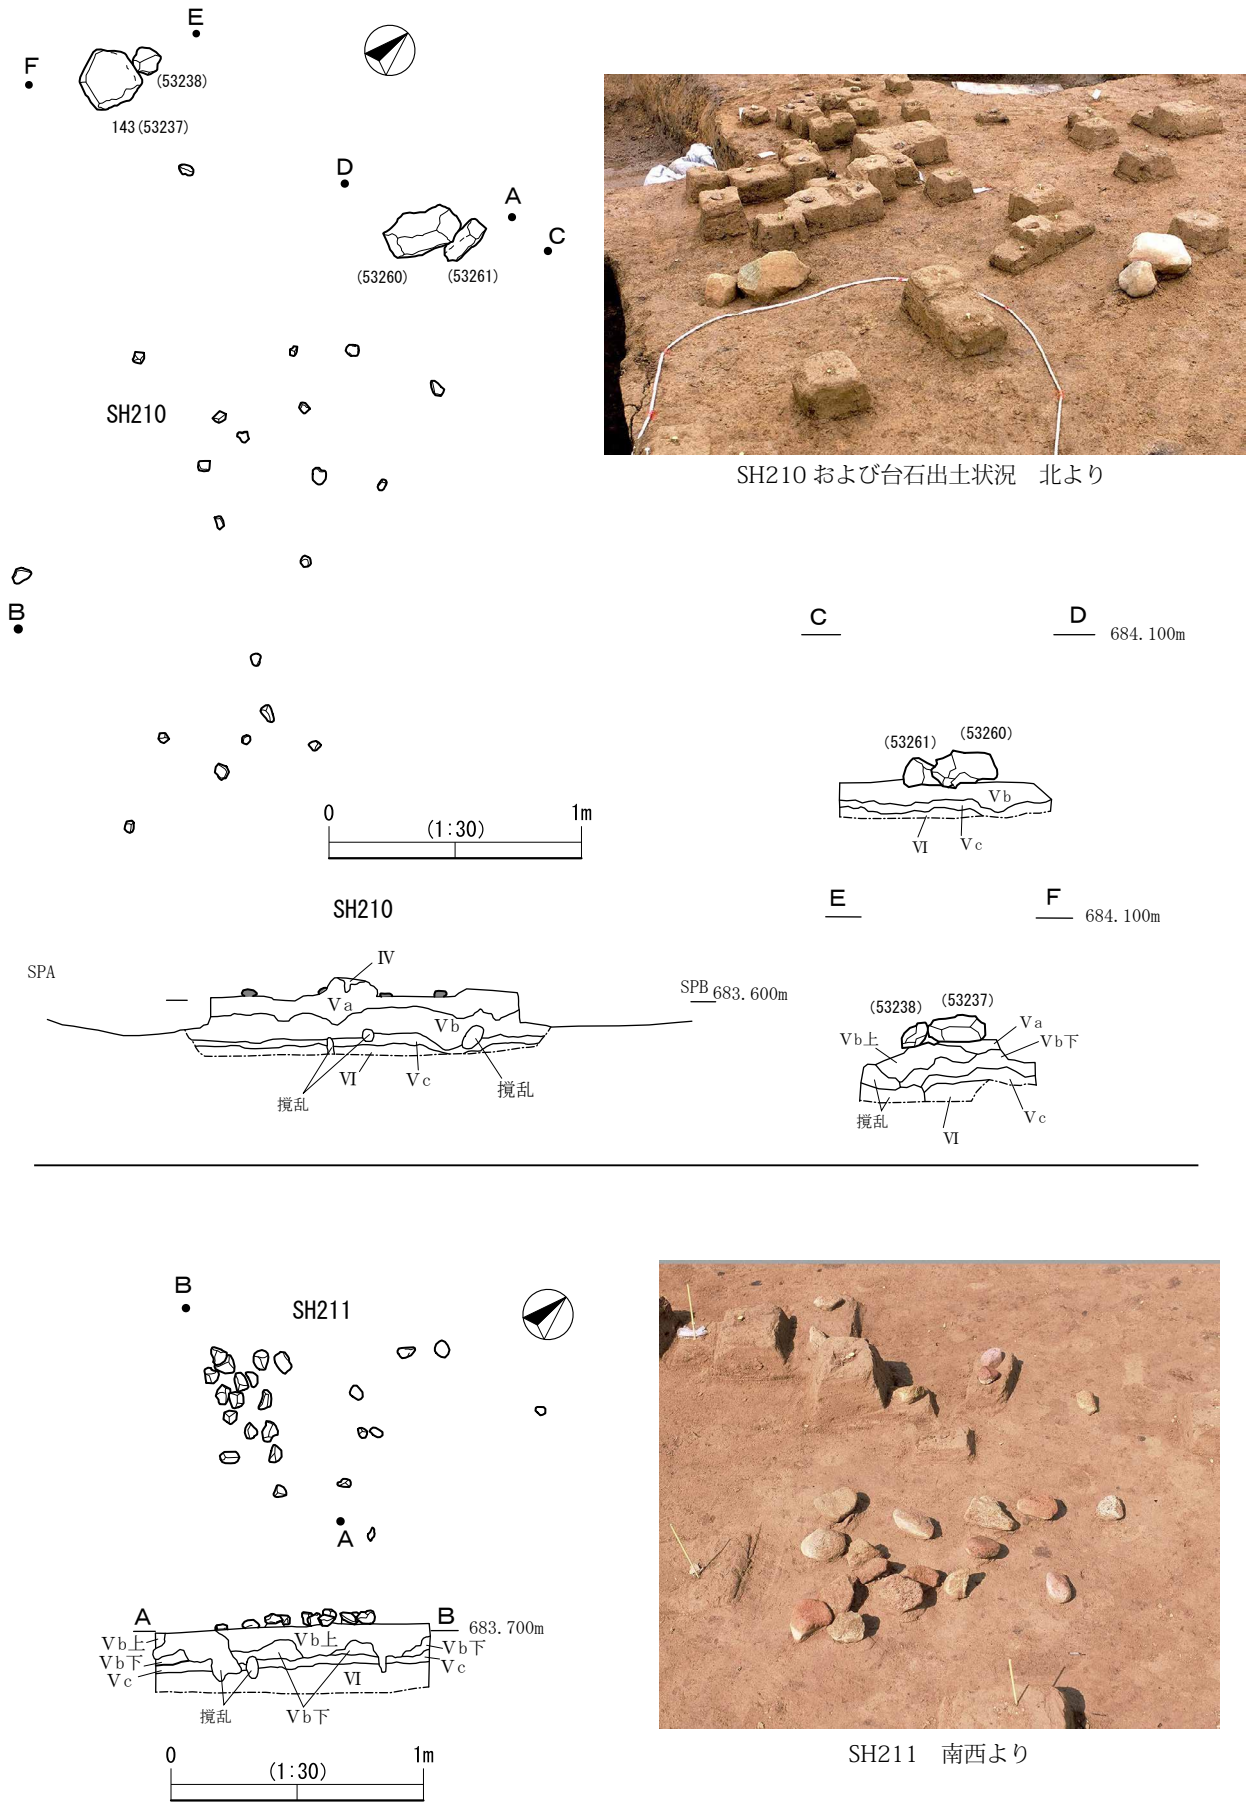 E
F
(53238)
143(53237)
D
A
C
(53260)
(53261)
SH210
B
SH210 および台石出土状況　北より
C
D
684.100m
(53261)
(53260)
Ⅴb
Ⅵ
Ⅴc
0
1m
(1:30)
SH210
SPA
Ⅳ
Ⅴa
Ⅴb
SPB
683.600m
撹乱
Ⅵ
Ⅴc
撹乱
E
F
684.100m
(53238)
(53237)
Ⅴa
Ⅴb上
Ⅴb下
撹乱
Ⅵ
Ⅴc
B
SH211
A
A
B
683.700m
Ⅴb上
Ⅴb上
Ⅴb下
Ⅴb下
Ⅴc
Ⅴc
Ⅵ
撹乱
Ⅴb下
0
1m
(1:30)
SH211　南西より